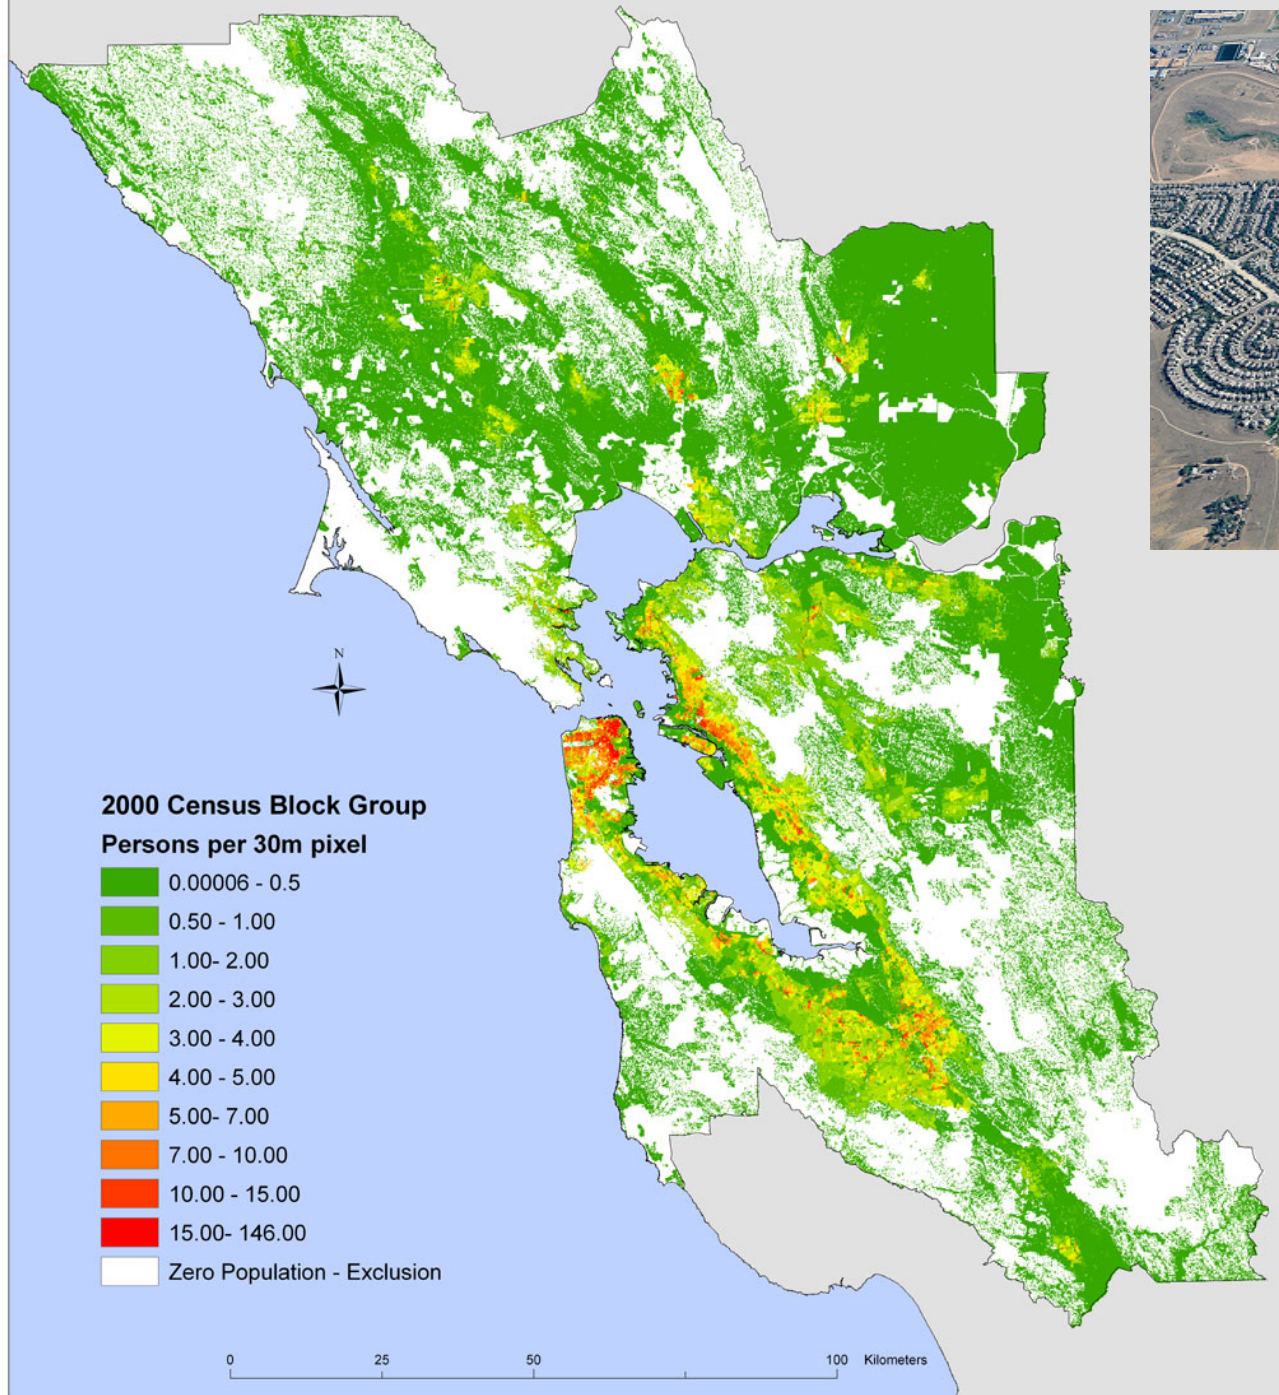 N
2000 Census Block Group
Persons per 30m pixel
0.00006 - 0.5
0.50 - 1.00
1.00- 2.00
2.00 - 3.00
3.00 - 4.00
4.00 - 5.00
5.00- 7.00
7.00 - 10.00
10.00 - 15.00
15.00- 146.00
Zero Population - Exclusion
0 25 50 100 Kilometers